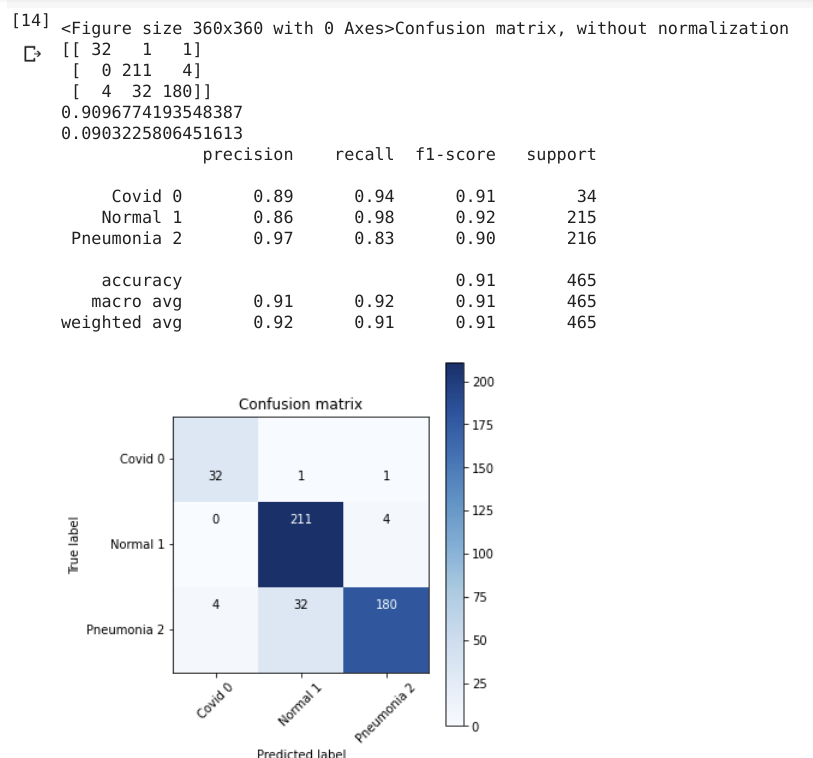 [14] <Figure size 360x360 with 0 Axes>Confusion matrix, without normalization
[[ 32 1 1]
[ 0 211 4]
[ 4 32 180]]
0.9096774193548387
0.0903225806451613
precision recall f1-score support
Covid 0 0.89 0.94 0.91 34
Normal 1 0.86 0.98 0.92 215
Pneumonia 2 0.97 0.83 0.90 216
accuracy 0.91 465
macro avg 0.91 0.92 0.91 465
weighted avg 0.92 0.91 0.91 465
Confusion matrix
Covid 0 32 1 1
Normal 1 0 211 4
Pneumonia 2 4 32 180
True label
Covid 0 Normal 1 Pneumonia 2
Predicted label
200
175
150
125
100
75
50
25
0